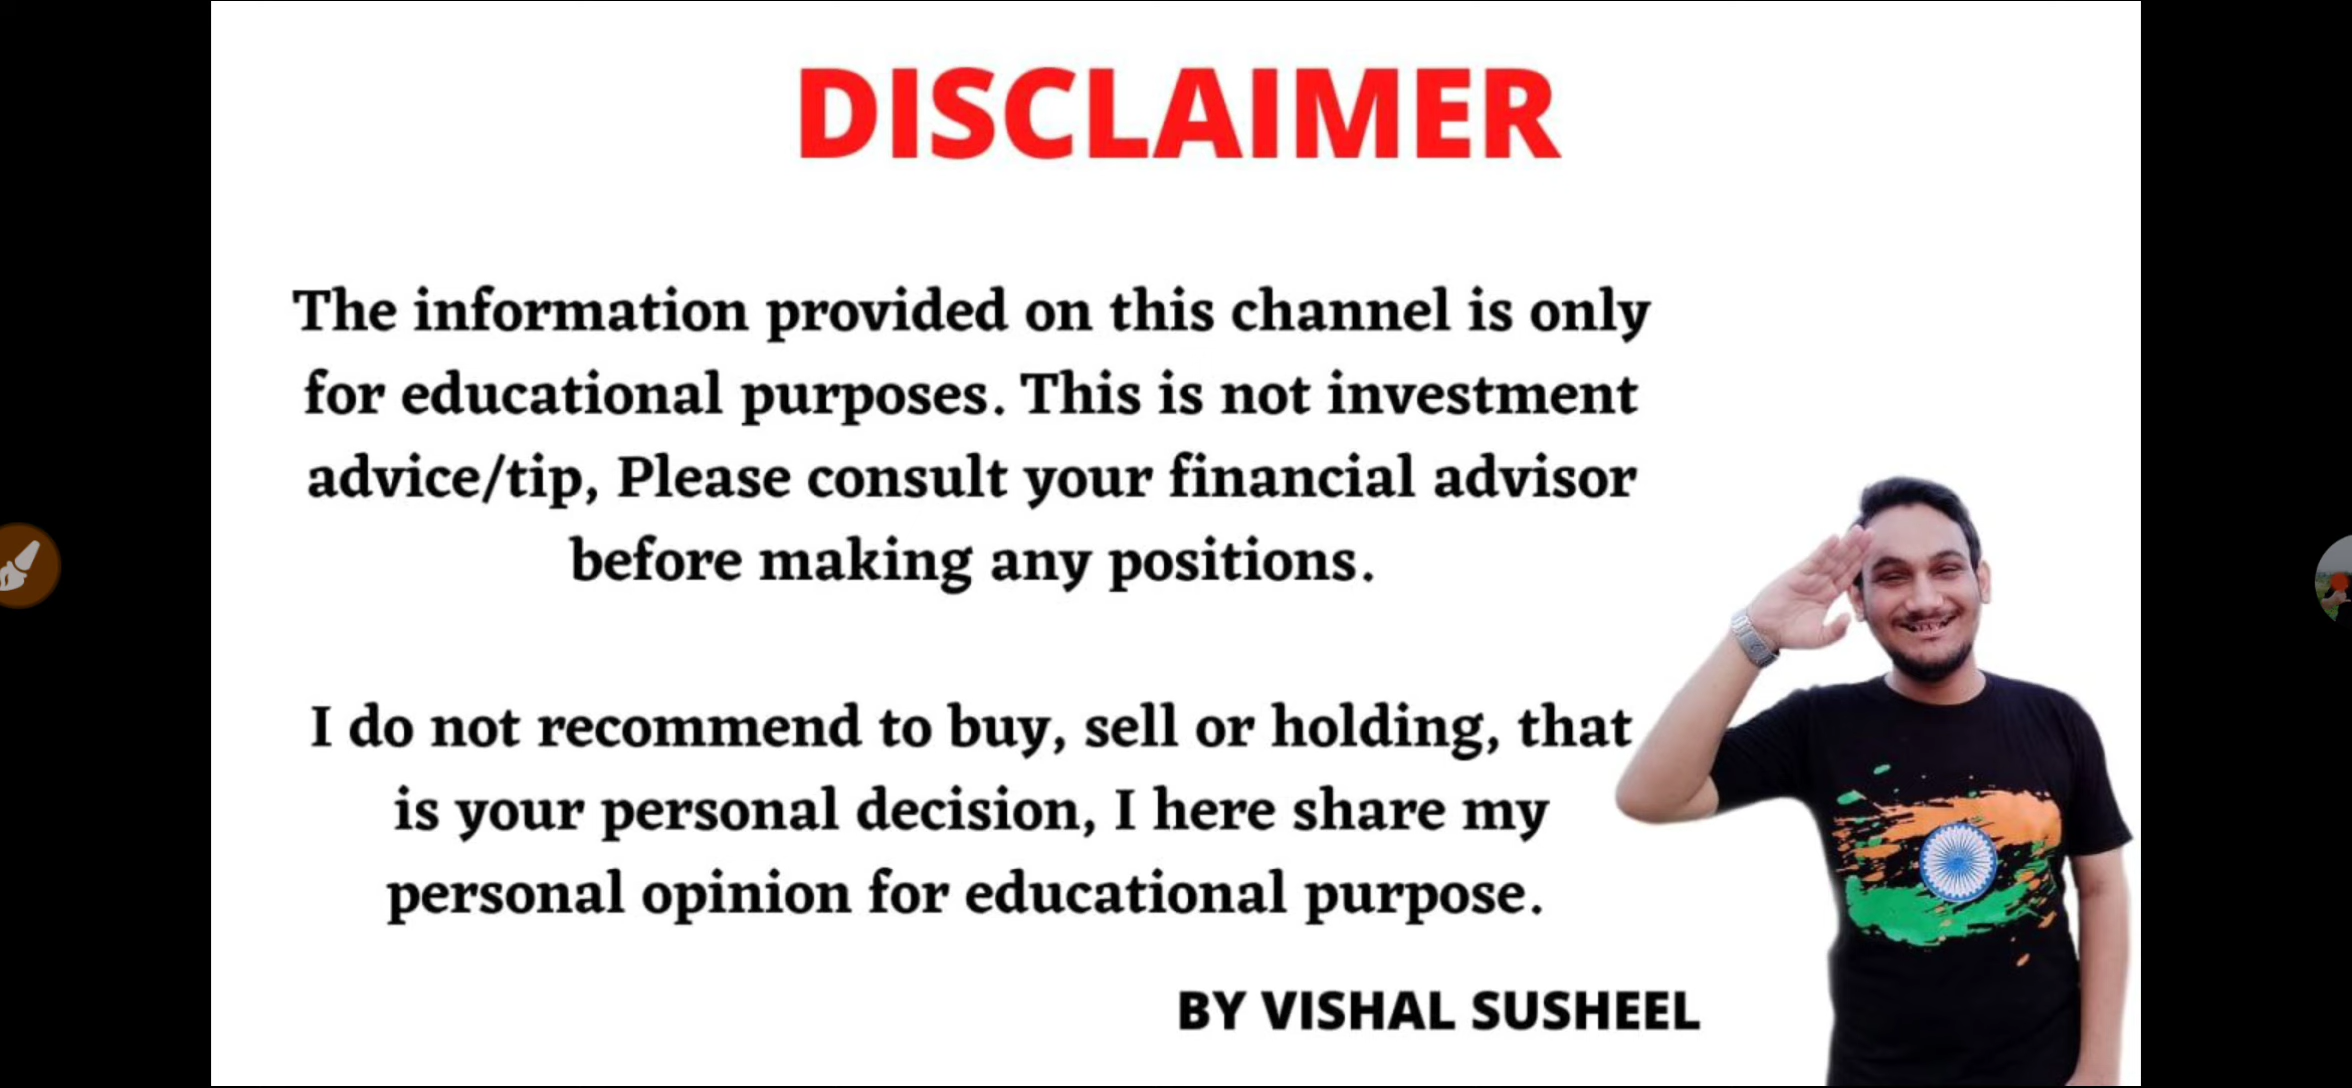 DISCLAIMER
The information provided on this channel is only
for educational purposes. This is not investment
advice/tip, Please consult your financial advisor
before making any positions.
I do not recommend to buy, sell or holding, that
is your personal decision, I here share my
personal opinion for educational purpose.
BY VISHAL SUSHEEL